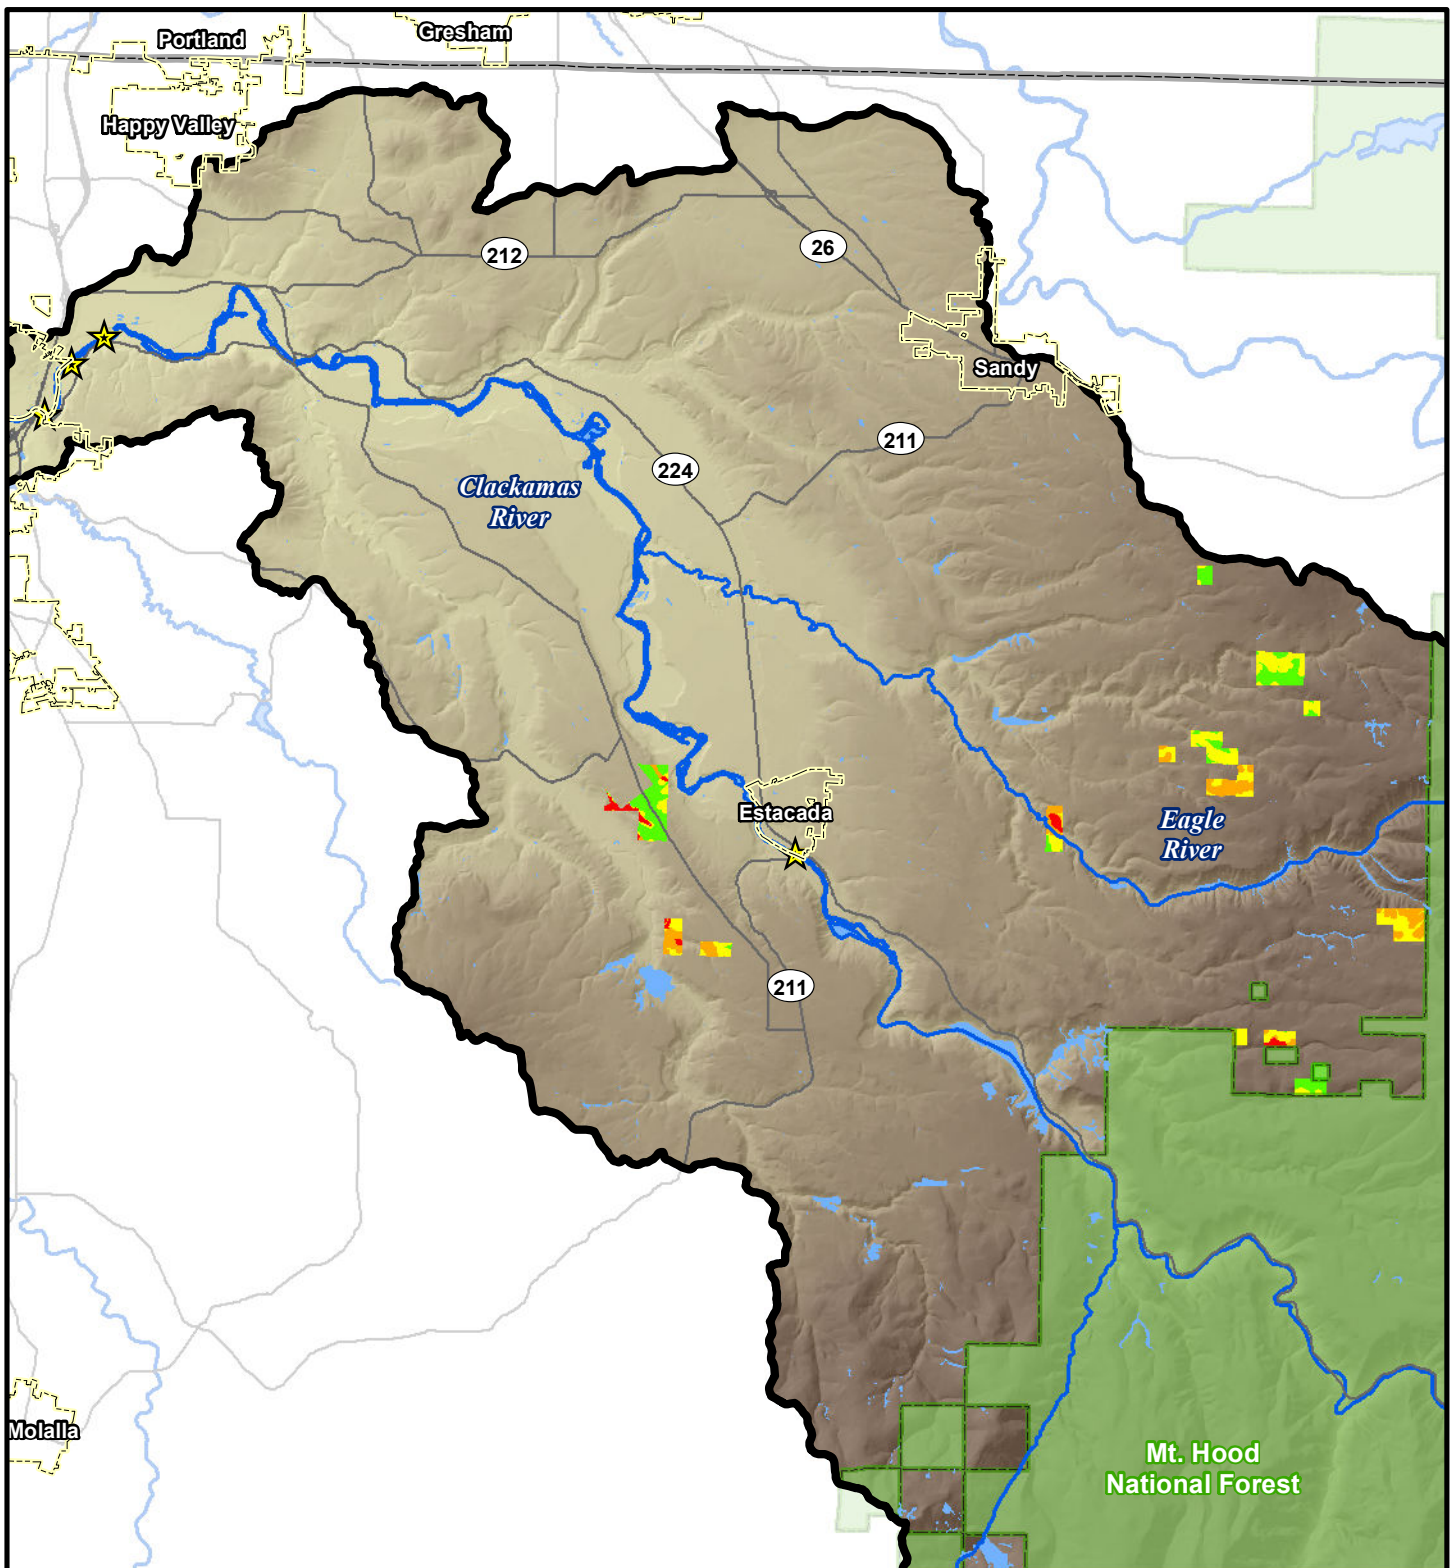 Portland
Gresham
Happy Valley
212
26
Sandy
211
224
Clackamas
River
Estacada
Eagle
River
211
Molalla
Mt. Hood
National Forest